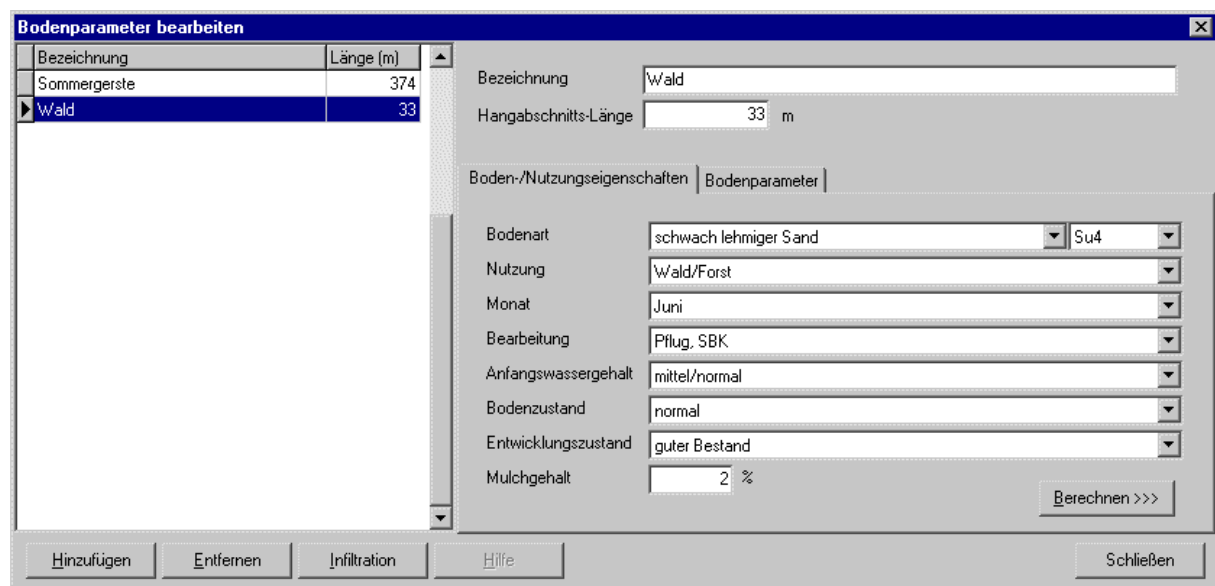 Bodenparameter bearbeiten
Bezeichnung Länge (m)
Sommergerste 374
Wald 33
Bezeichnung Wald
Hangabschnitts-Länge 33 m
Boden-/Nutzungseigenschaften Bodenparameter
Bodenart schwach lehmiger Sand Su4
Nutzung Wald/Forst
Monat Juni
Bearbeitung Pflug, SBK
Anfangswassergehalt mittel/normal
Bodenzustand normal
Entwicklungszustand guter Bestand
Mulchgehalt 2 %
Berechnen >>>
Hinzufügen Entfernen Infiltration Hilfe Schließen